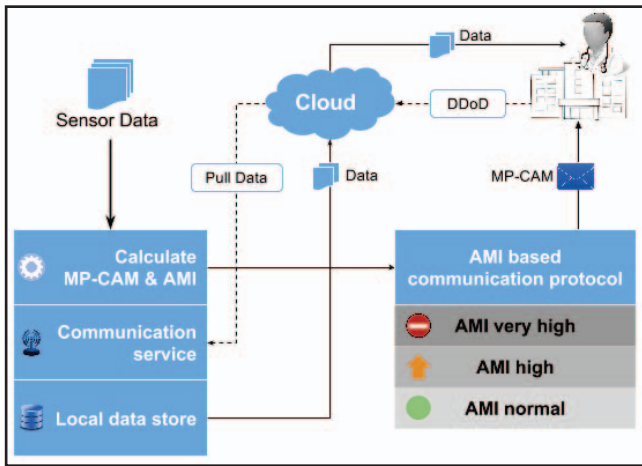 Data
Cloud
DDoD
Sensor Data
Pull Data
Data
MP-CAM
Calculate
MP-CAM & AMI
AMI based
communication protocol
Communication
service
AMI very high
AMI high
Local data store
AMI normal